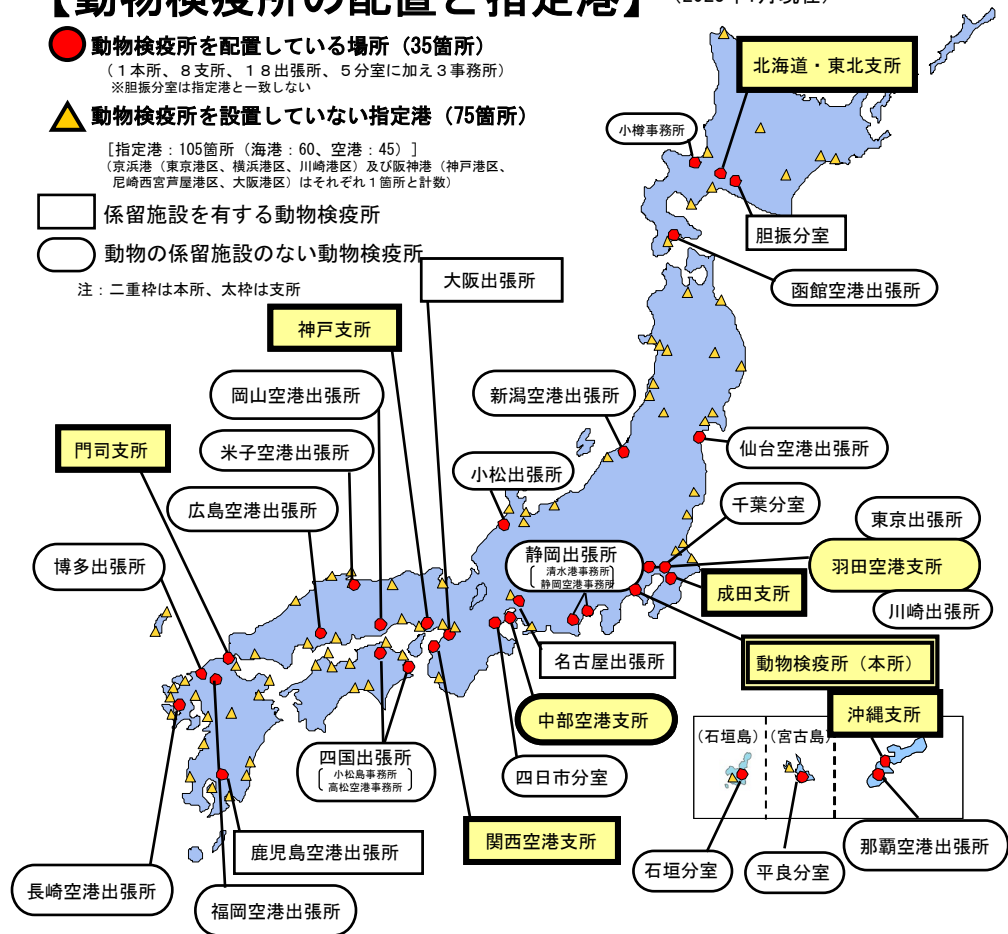 【動物検疫所の配置と指定港】
動物検疫所を配置している場所（35箇所）
（１本所、８支所、１８出張所、５分室に加え３事務所）
※胆振分室は指定港と一致しない
動物検疫所を設置していない指定港（75箇所）
［指定港：105箇所（海港：60、空港：45）］
（京浜港（東京港区、横浜港区、川崎港区）及び阪神港（神戸港区、
尼崎西宮芦屋港区、大阪港区）はそれぞれ１箇所と計数）
係留施設を有する動物検疫所
動物の係留施設のない動物検疫所
注：二重枠は本所、太枠は支所
北海道・東北支所
小樽事務所
胆振分室
函館空港出張所
大阪出張所
神戸支所
岡山空港出張所
新潟空港出張所
門司支所
米子空港出張所
仙台空港出張所
小松出張所
広島空港出張所
千葉分室
東京出張所
博多出張所
静岡出張所
清水港事務所
静岡空港事務所
羽田空港支所
成田支所
川崎出張所
名古屋出張所
動物検疫所（本所）
中部空港支所
沖縄支所
（石垣島）
（宮古島）
四国出張所
小松島事務所
高松空港事務所
四日市分室
関西空港支所
鹿児島空港出張所
那覇空港出張所
石垣分室
平良分室
長崎空港出張所
福岡空港出張所